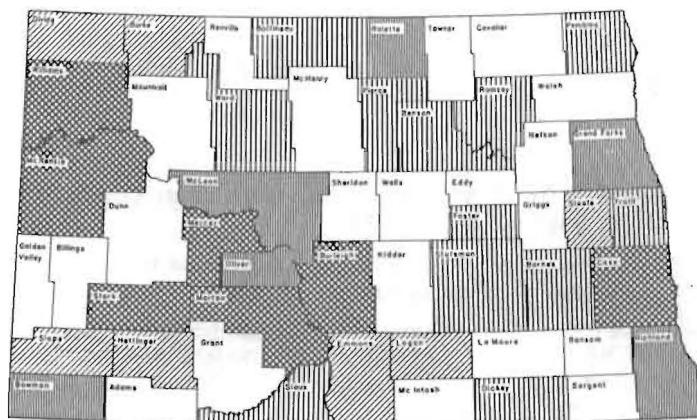 Divide
Burke
Renville
Bottineau
Rolette
Towner
Cavalier
Pembina
Williams
Mountrail
Ward
McHenry
Pierce
Benson
Ramsey
Walsh
Nelson
Grand Forks
McKenzie
McLean
Sheridan
Wells
Eddy
Foster
Griggs
Steele
Traill
Dunn
Mercer
Oliver
Golden
Valley
Billings
Burleigh
Kidder
Stutsman
Barnes
Cass
Stark
Morton
Slope
Hettinger
Grant
Emmons
Logan
La Moure
Ransom
Richland
Bowman
Adams
Sioux
Mc Intosh
Dickey
Sargent